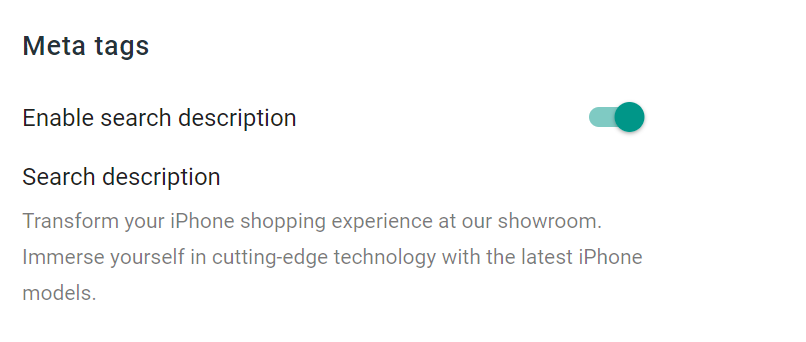 Meta tags
Enable search description
Search description
Transform your iPhone shopping experience at our showroom.
Immerse yourself in cutting-edge technology with the latest iPhone
models.